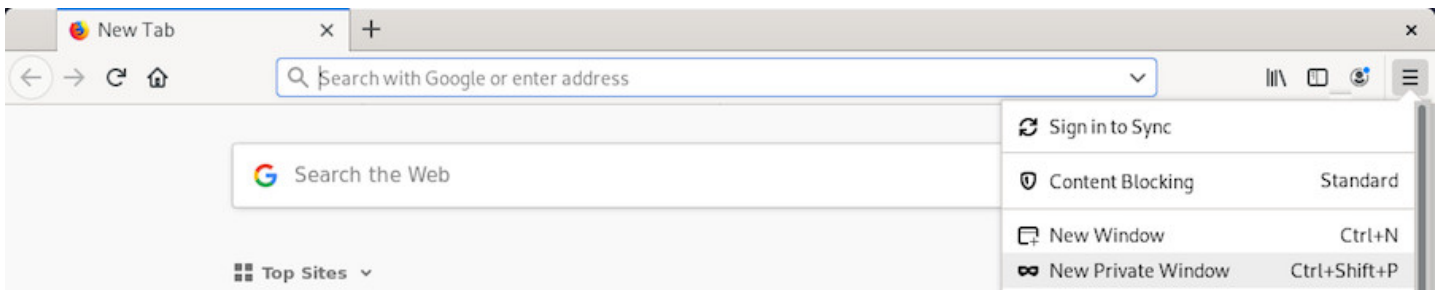 New Tab
Search with Google or enter address
Sign in to Sync
Search the Web
Content Blocking Standard
New Window Ctrl+N
Top Sites
New Private Window Ctrl+Shift+P